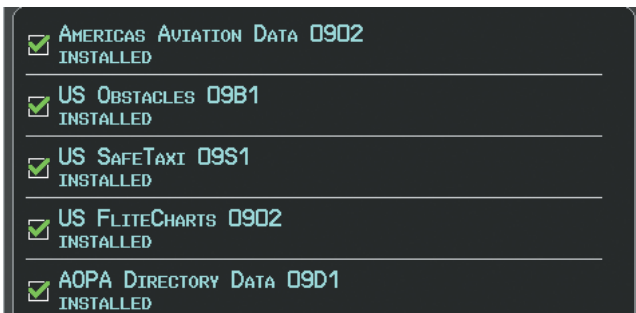 Americas Aviation Data 0902
INSTALLED
US Obstacles 09B1
INSTALLED
US SafeTaxi 09S1
INSTALLED
US FliteCharts 0902
INSTALLED
AOPA Directory Data 09D1
INSTALLED